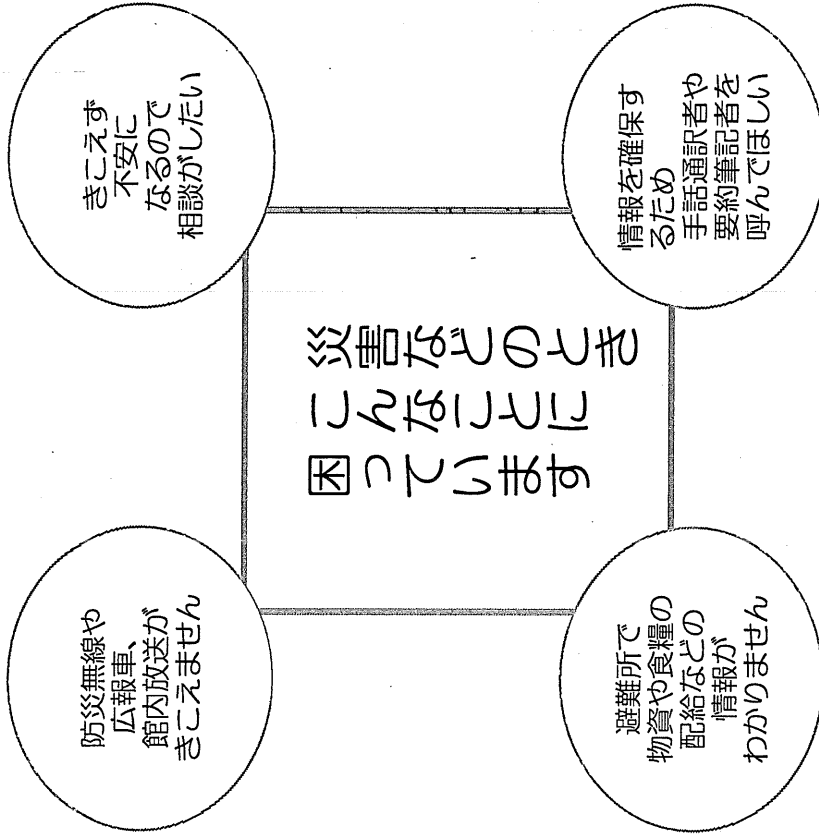 災害などのとき
こんなことに
困っています
防災無線や
広報車、
館内放送が
きこえません
きこえず
不安に
なるので
相談がしたい
避難所で
物資や食糧の
配給などの
情報が
わかりません
情報を確保す
るため
手話通訳者や
要約筆記者を
呼んでほしい